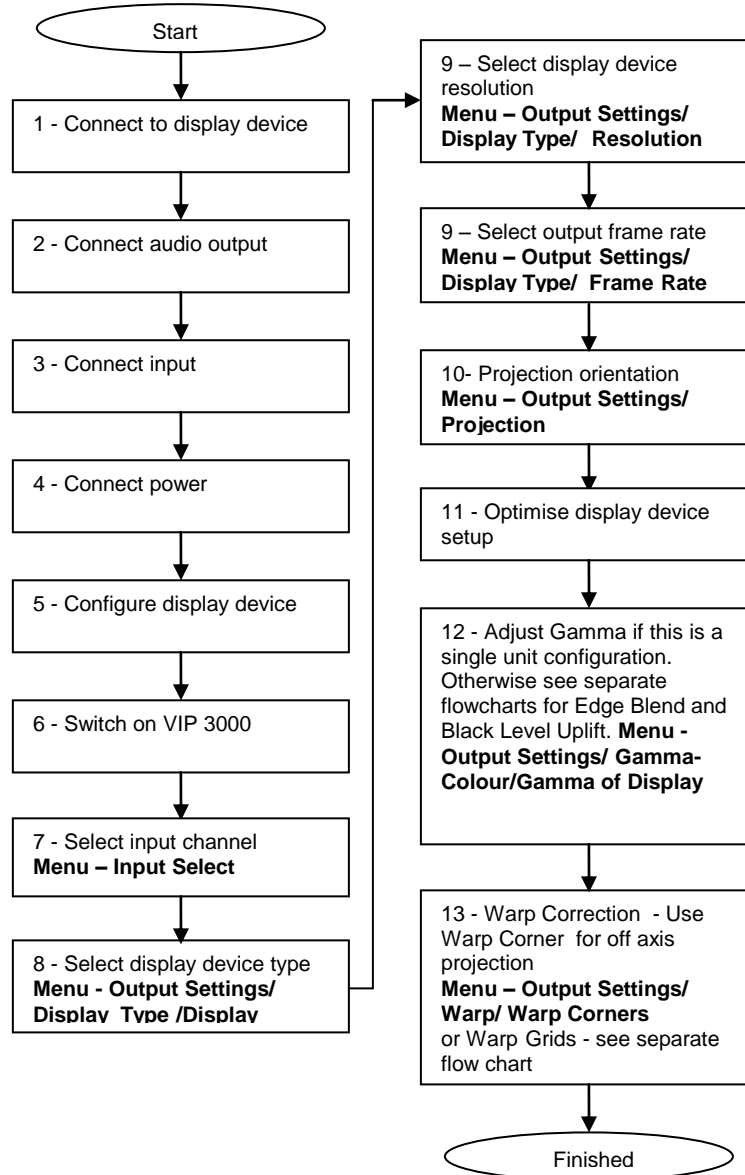 Start
1 - Connect to display device
2 - Connect audio output
3 - Connect input
4 - Connect power
5 - Configure display device
6 - Switch on VIP 3000
7 - Select input channel
Menu – Input Select
8 - Select display device type
Menu - Output Settings/
Display Type /Display
9 – Select display device
resolution
Menu – Output Settings/
Display Type/ Resolution
9 – Select output frame rate
Menu – Output Settings/
Display Type/ Frame Rate
10- Projection orientation
Menu – Output Settings/
Projection
11 - Optimise display device
setup
12 - Adjust Gamma if this is a
single unit configuration.
Otherwise see separate
flowcharts for Edge Blend and
Black Level Uplift. Menu -
Output Settings/ Gamma-
Colour/Gamma of Display
13 - Warp Correction - Use
Warp Corner for off axis
projection
Menu – Output Settings/
Warp/ Warp Corners
or Warp Grids - see separate
flow chart
Finished